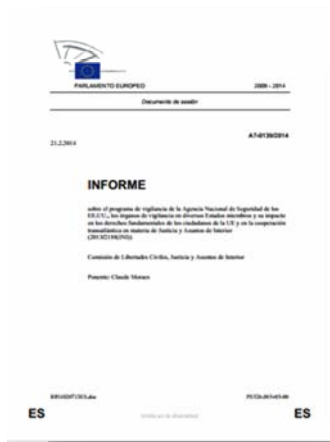 PARLAMENTO EUROPEO
2009 - 2014
Documento de sesión
A7-0139/2014
21.2.2014
INFORME
sobre el programa de vigilancia de la Agencia Nacional de Seguridad de los
EE.UU., los órganos de vigilancia en diversos Estados miembros y su impacto
en los derechos fundamentales de los ciudadanos de la UE y en la cooperación
transatlántica en materia de Justicia y Asuntos de Interior
(2013/2188(INI))
Comisión de Libertades Civiles, Justicia y Asuntos de Interior
Ponente: Claude Moraes
ES
ES